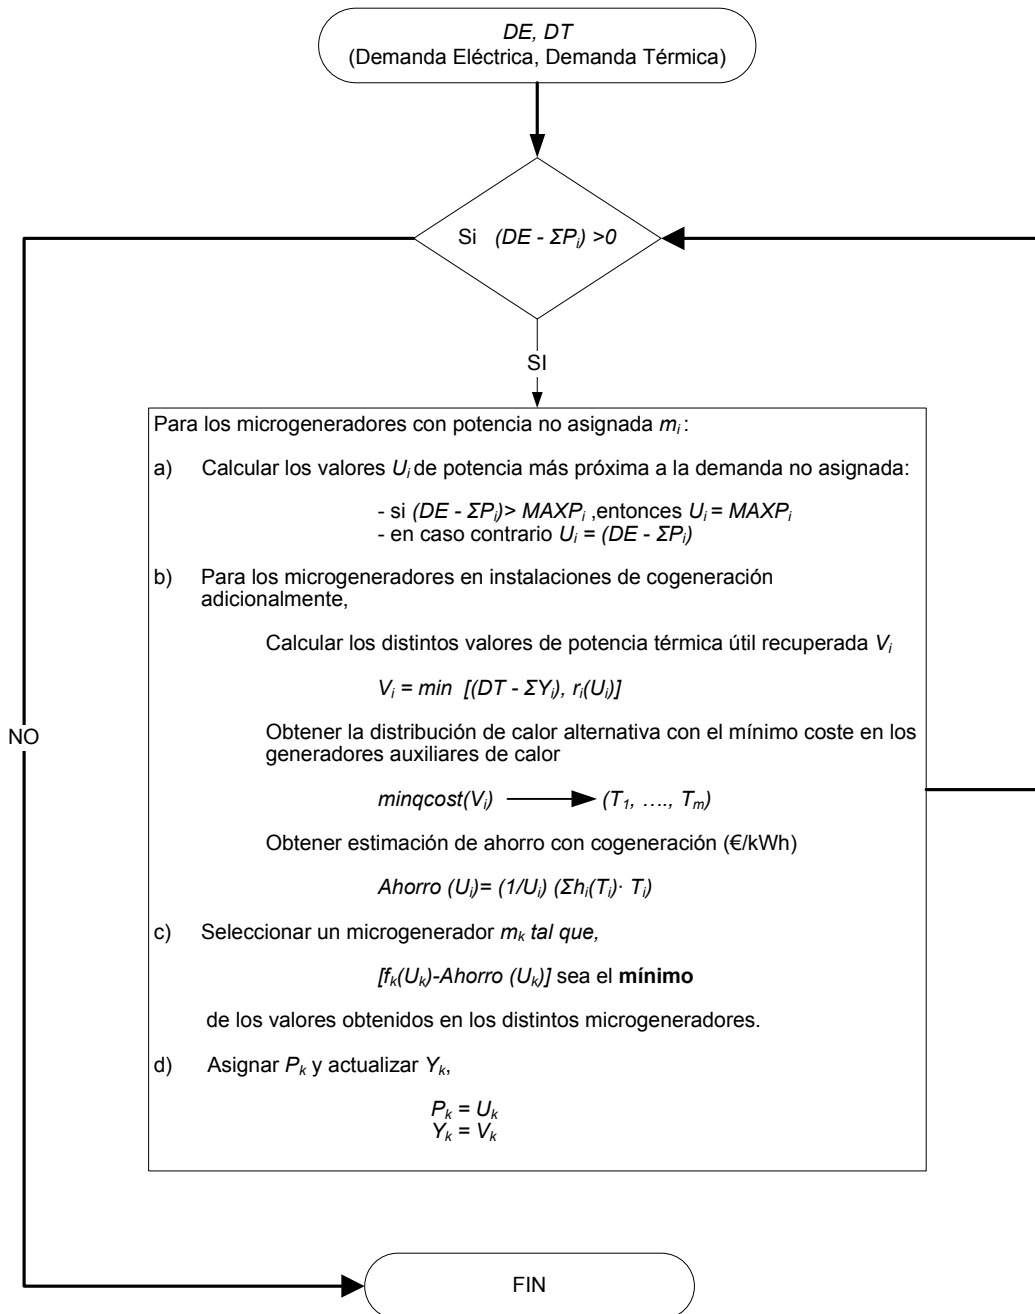 DE, DT
(Demanda Eléctrica, Demanda Térmica)
Si (DE - ΣPi) >0
SI
Para los microgeneradores con potencia no asignada mi :
a) Calcular los valores Ui de potencia más próxima a la demanda no asignada:
- si (DE - ΣPi)> MAXPi ,entonces Ui = MAXPi
- en caso contrario Ui = (DE - ΣPi)
b) Para los microgeneradores en instalaciones de cogeneración
adicionalmente,
Calcular los distintos valores de potencia térmica útil recuperada Vi
Vi = min [(DT - ΣYi), ri(Ui)]
NO
Obtener la distribución de calor alternativa con el mínimo coste en los
generadores auxiliares de calor
minqcost(Vi) (T1, …., Tm)
Obtener estimación de ahorro con cogeneración (€/kWh)
Ahorro (Ui)= (1/Ui) (Σhi(Ti)· Ti)
c) Seleccionar un microgenerador mk tal que,
[fk(Uk)-Ahorro (Uk)] sea el mínimo
de los valores obtenidos en los distintos microgeneradores.
d) Asignar Pk y actualizar Yk,
Pk = Uk
Yk = Vk
FIN